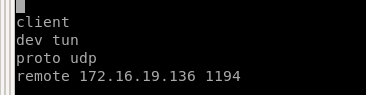 client
dev tun
proto udp
remote 172.16.19.136 1194